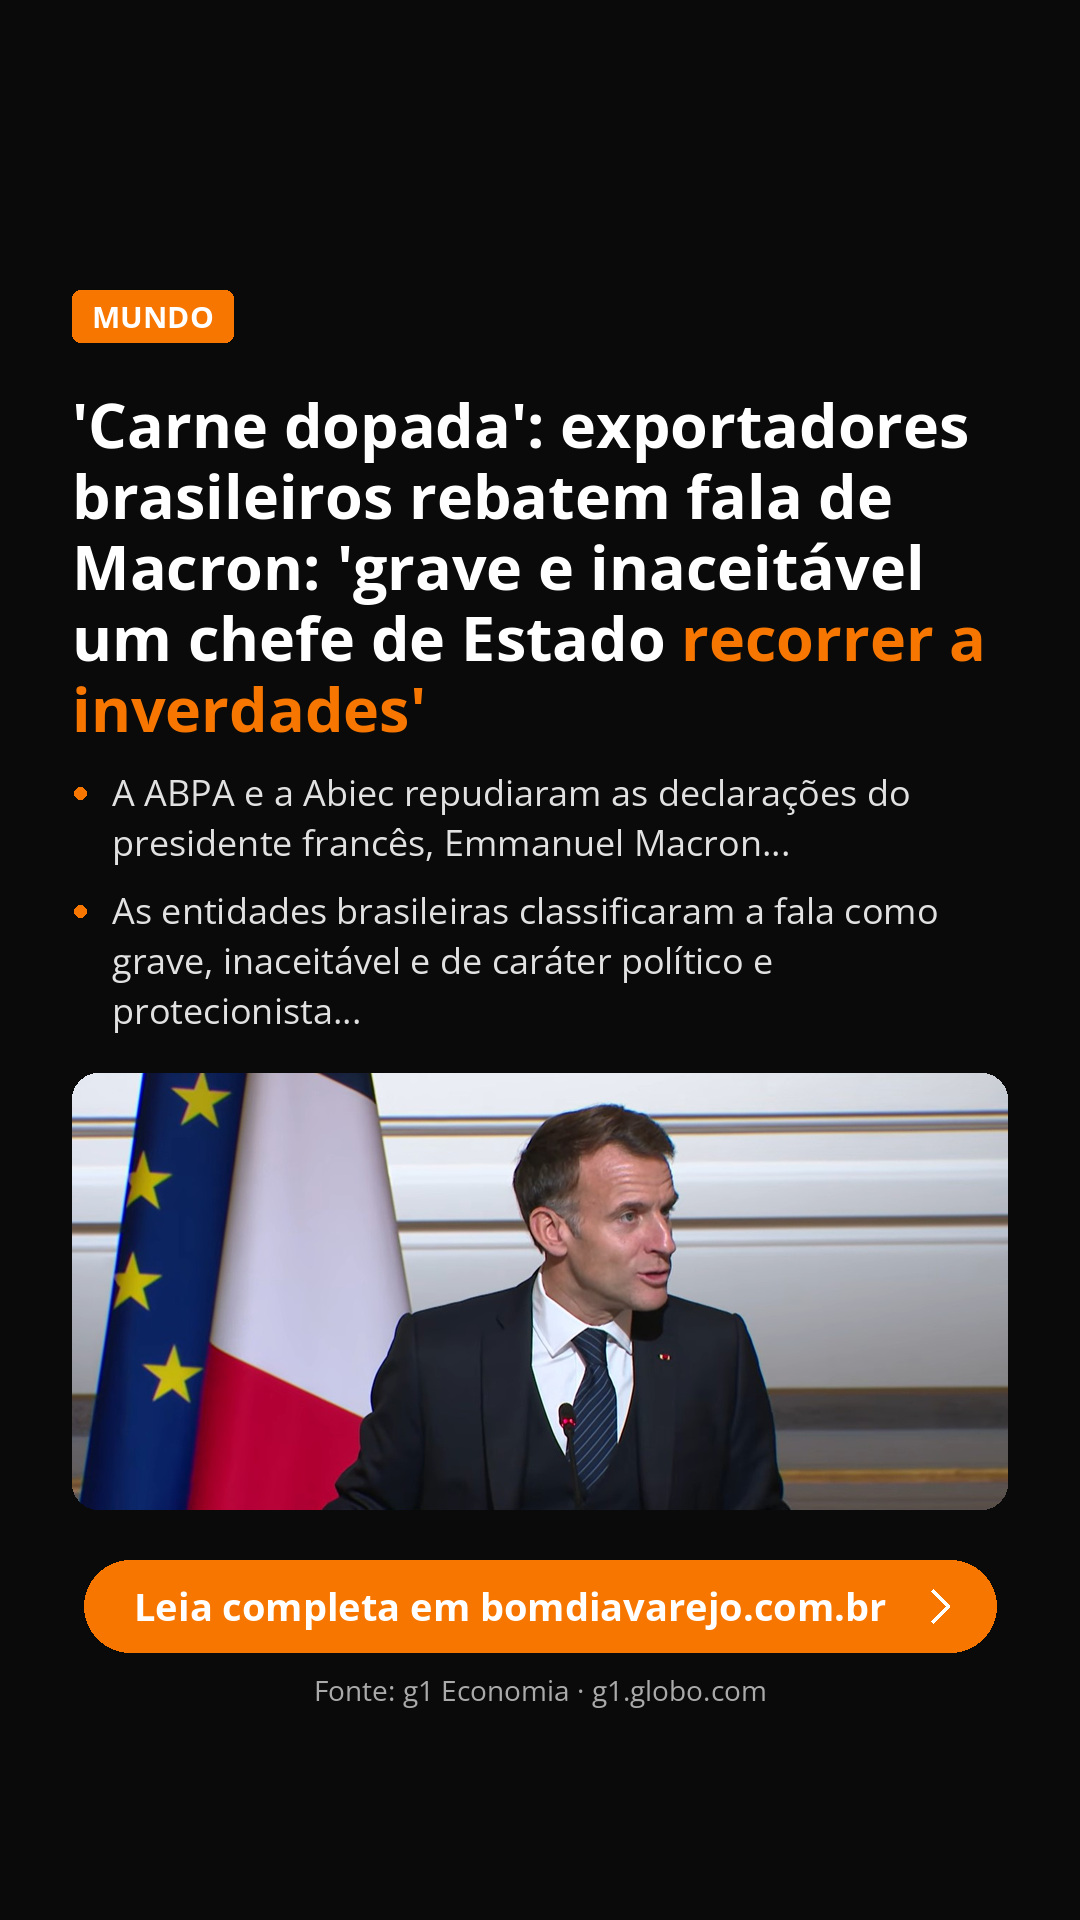 MUNDO
'Carne dopada': exportadores
brasileiros rebatem fala de
Macron: 'grave e inaceitável
um chefe de Estado recorrer a
inverdades'
• A ABPA e a Abiec repudiaram as declarações do
presidente francês, Emmanuel Macron...
• As entidades brasileiras classificaram a fala como
grave, inaceitável e de caráter político e
protecionista...
Leia completa em bomdiavarejo.com.br
Fonte: g1 Economia · g1.globo.com